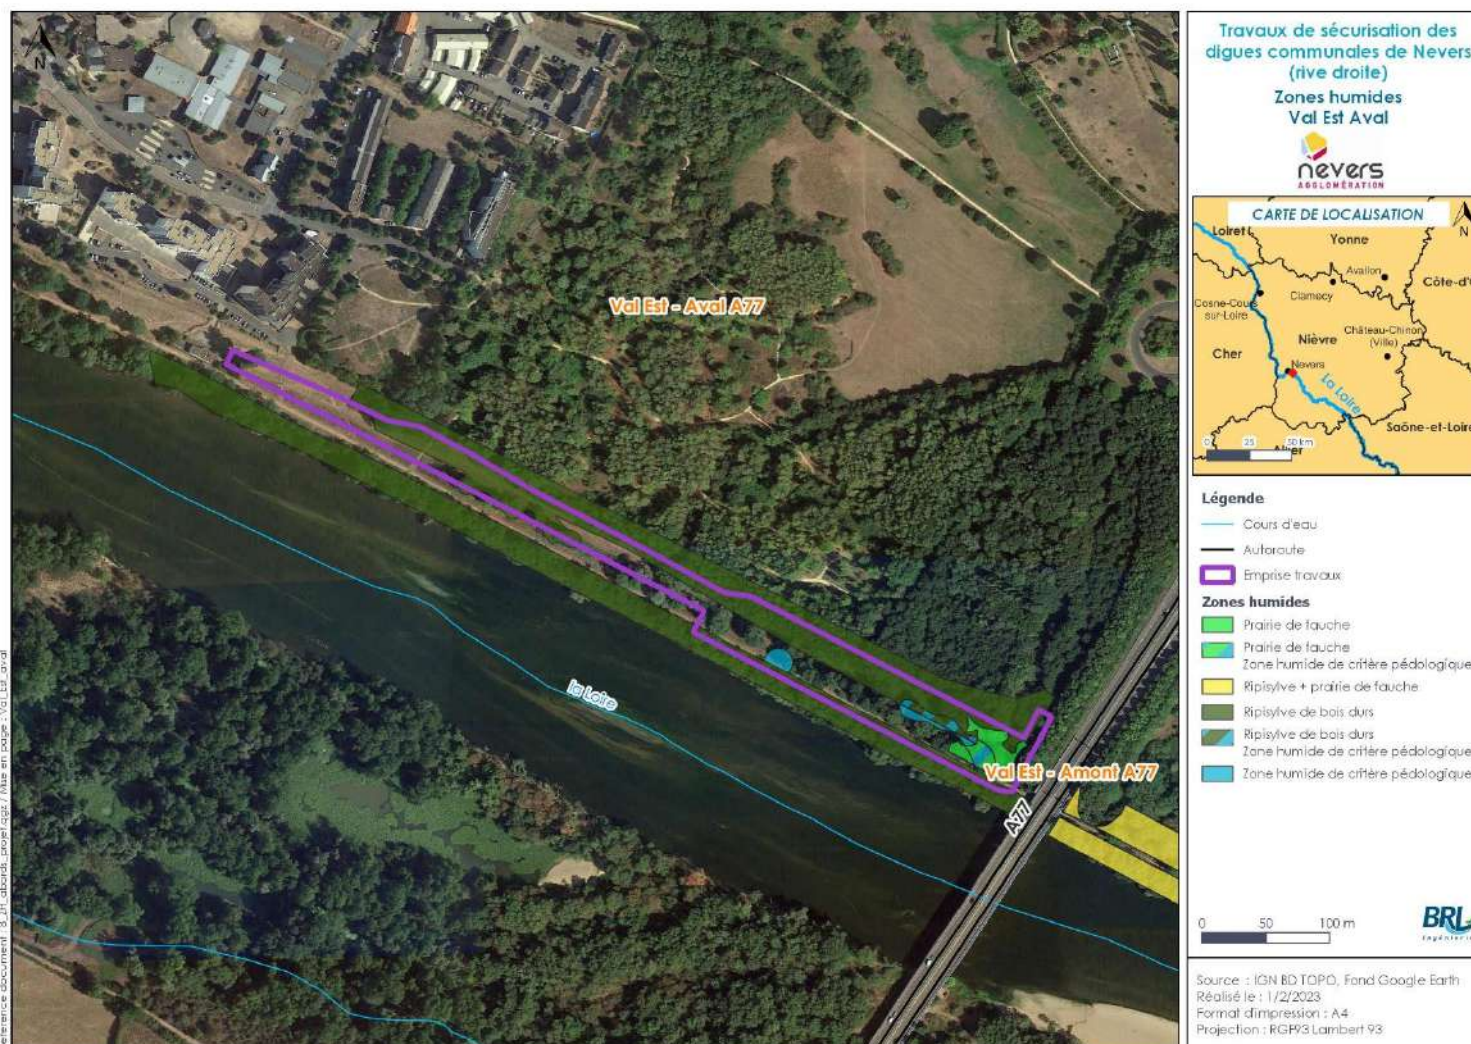 N
Val Est - Aval A77
la Loire
Val Est - Amont A77
A77
Travaux de sécurisation des
digues communales de Nevers
(rive droite)
Zones humides
Val Est Aval
nevers
AGGLOMÉRATION
CARTE DE LOCALISATION
N
Loiret
Yonne
Avallon
Côte-d'
Clamecy
Cosne-Cours
sur-Loire
Nièvre
Château-Chinon
(Ville)
Cher
Nevers
La Loire
Saône-et-Loire
0 25 50 km
Allier
Légende
Cours d'eau
Autoroute
Emprise travaux
Zones humides
Prairie de fauche
Prairie de fauche
Zone humide de critère pédologique
Ripisylve + prairie de fauche
Ripisylve de bois durs
Ripisylve de bois durs
Zone humide de critère pédologique
Zone humide de critère pédologique
0 50 100 m
BRL
Ingénierie
Source : IGN BD TOPO, Fond Google Earth
Réalisé le : 1/2/2023
Format d'impression : A4
Projection : RGF93 Lambert 93